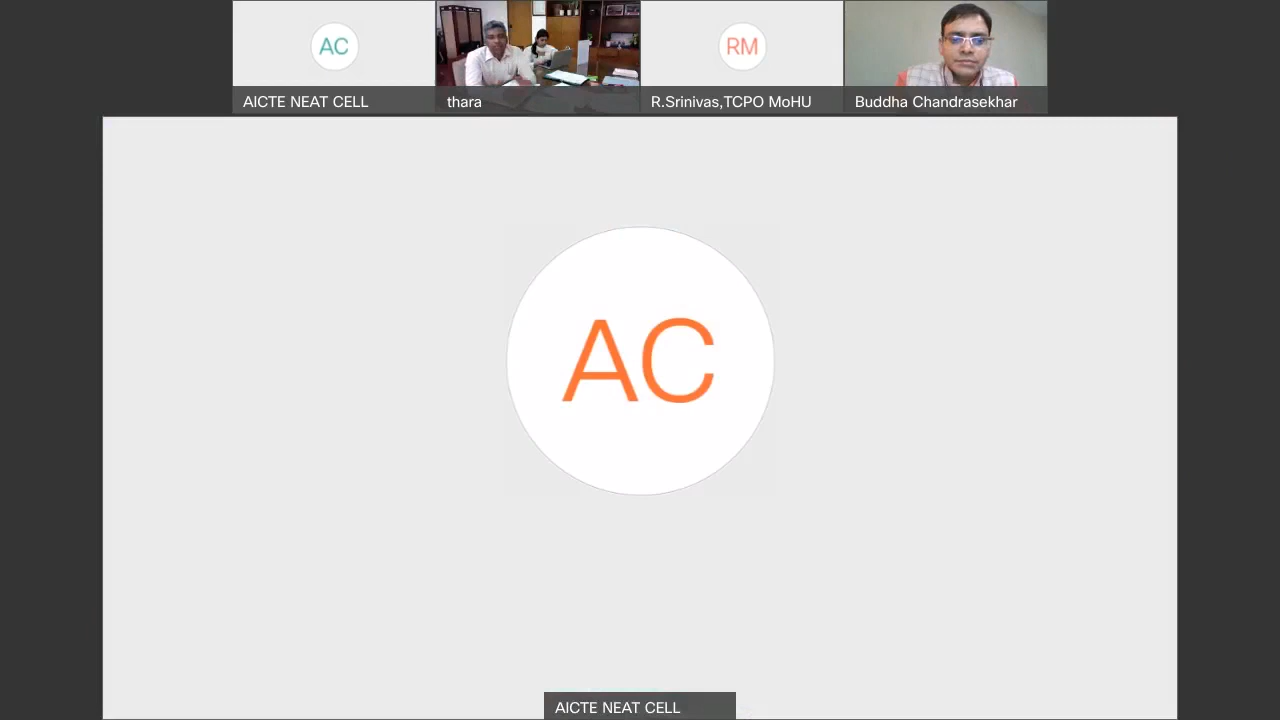 AC
RM
AICTE NEAT CELL
thara
R.Srinivas,TCPO MoHU
Buddha Chandrasekhar
AC
AICTE NEAT CELL